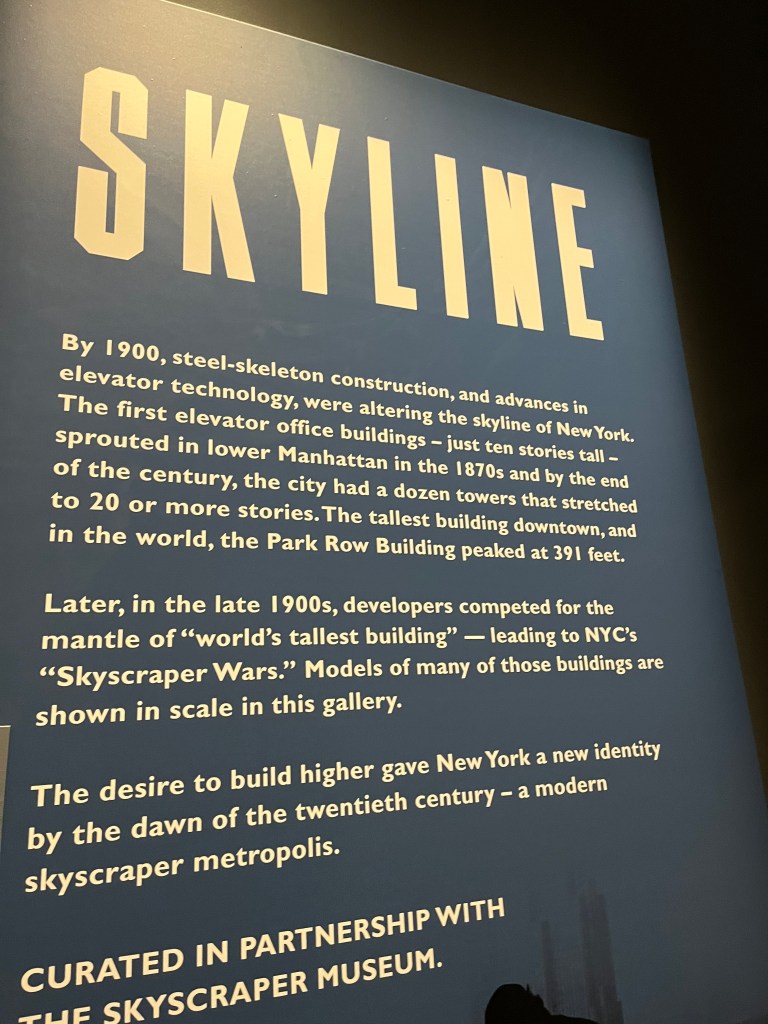 SKYLINE
By 1900, steel-skeleton construction, and advances in
elevator technology, were altering the skyline of New York.
The first elevator office buildings – just ten stories tall –
sprouted in lower Manhattan in the 1870s and by the end
of the century, the city had a dozen towers that stretched
to 20 or more stories. The tallest building downtown, and
in the world, the Park Row Building peaked at 391 feet.
Later, in the late 1900s, developers competed for the
mantle of “world’s tallest building” — leading to NYC’s
“Skyscraper Wars.” Models of many of those buildings are
shown in scale in this gallery.
The desire to build higher gave New York a new identity
by the dawn of the twentieth century – a modern
skyscraper metropolis.
CURATED IN PARTNERSHIP WITH
THE SKYSCRAPER MUSEUM.